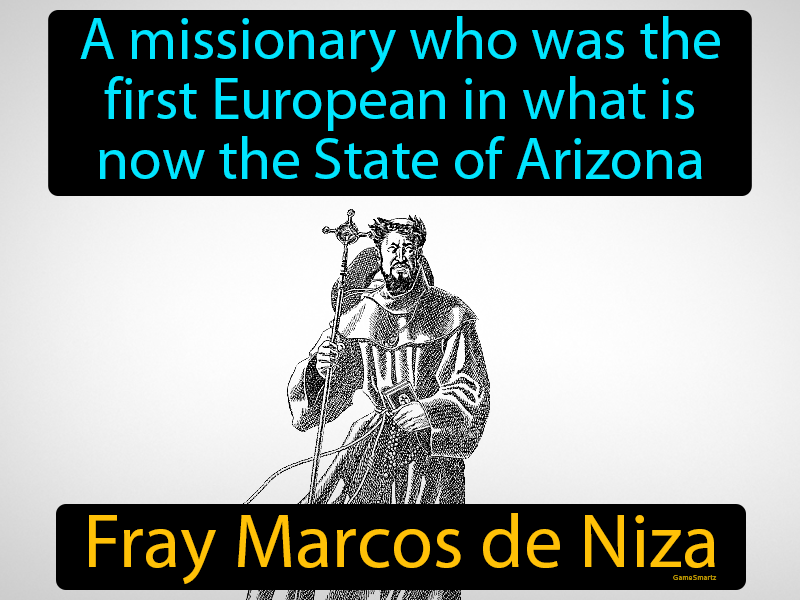 A missionary who was the
first European in what is
now the State of Arizona
Fray Marcos de Niza
GameSmartz